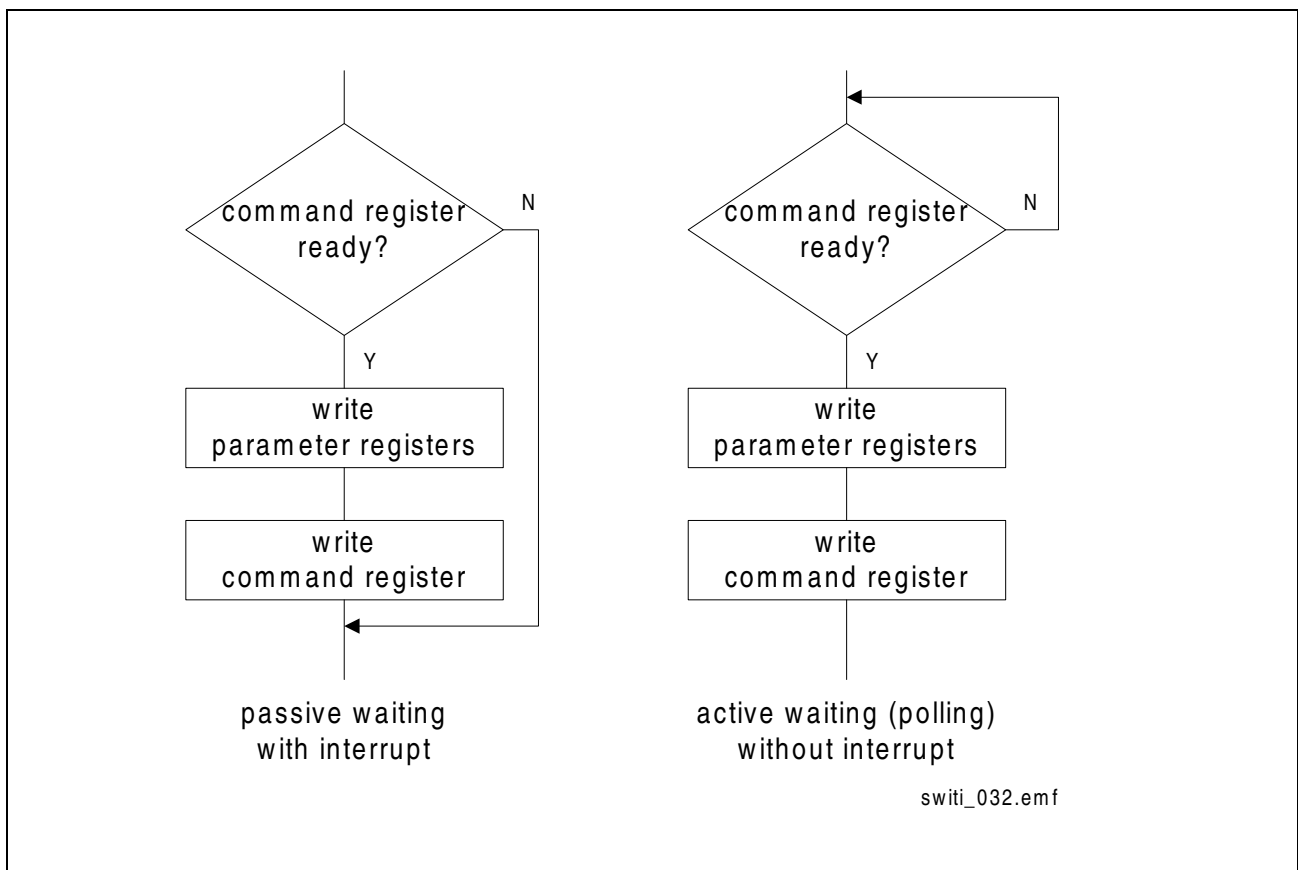 command register
ready?
N
Y
write
parameter registers
write
command register
passive waiting
with interrupt
command register
ready?
N
Y
write
parameter registers
write
command register
active waiting (polling)
without interrupt
switi_032.emf